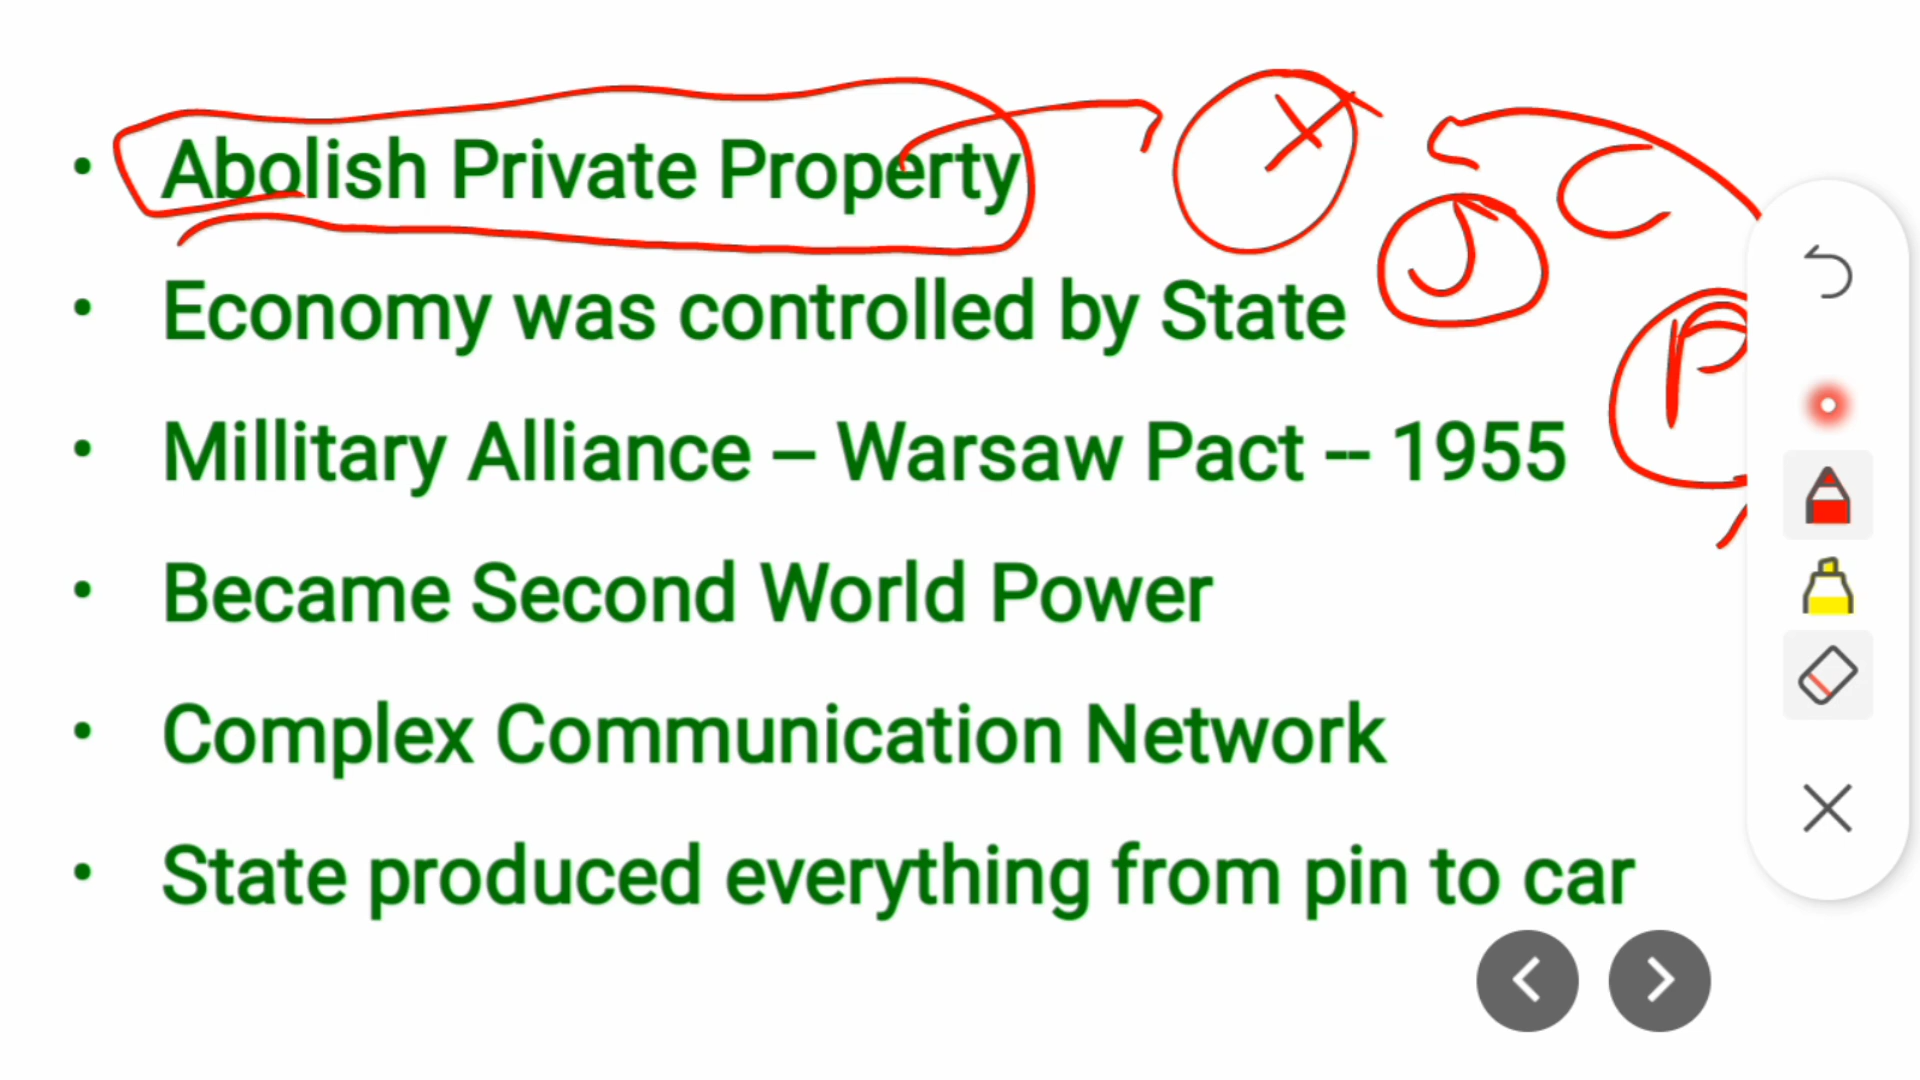 • Abolish Private Property
• Economy was controlled by State
• Millitary Alliance – Warsaw Pact -- 1955
• Became Second World Power
• Complex Communication Network
• State produced everything from pin to car
X
C
J
P